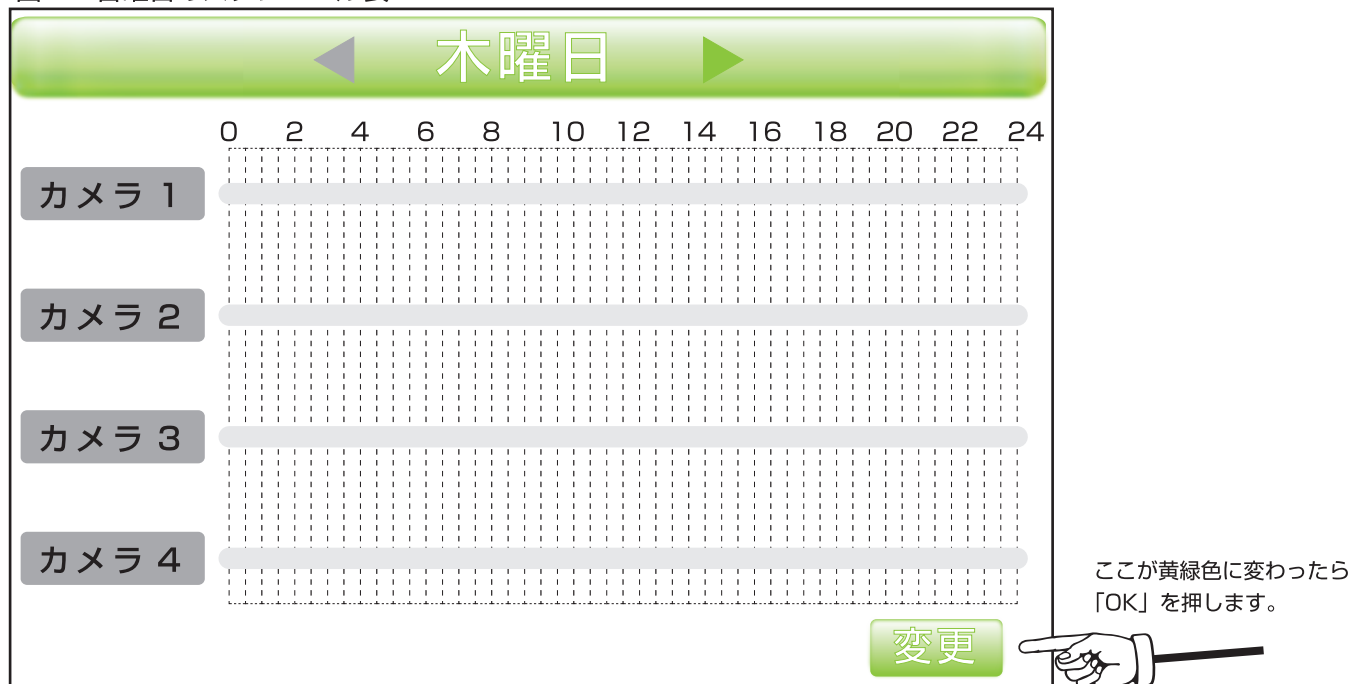 木曜日
0 2 4 6 8 10 12 14 16 18 20 22 24
カメラ 1
カメラ 2
カメラ 3
カメラ 4
ここが黄緑色に変わったら
「OK」を押します。
変更